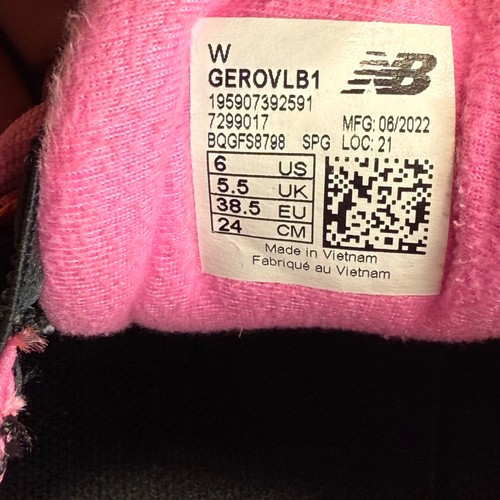 W
GEROVLB1
195907392591
7299017 MFG: 06/2022
BQGFS8798 SPG LOC: 21
6 US
5.5 UK
38.5 EU
24 CM
Made in Vietnam
Fabriqué au Vietnam
NB